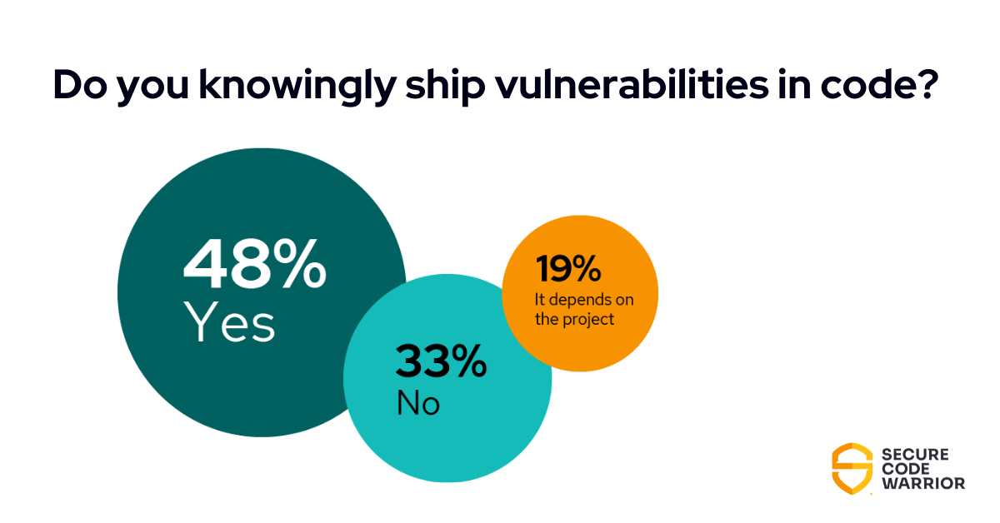 Do you knowingly ship vulnerabilities in code?
48%
Yes
33%
No
19%
It depends on
the project
SECURE
CODE
WARRIOR